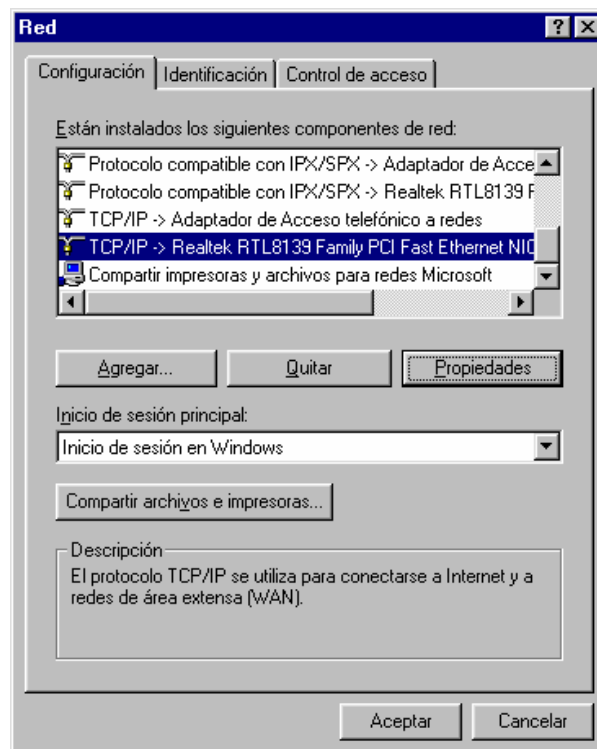 Red
Configuración Identificación Control de acceso
Están instalados los siguientes componentes de red:
Protocolo compatible con IPX/SPX -> Adaptador de Acce
Protocolo compatible con IPX/SPX -> Realtek RTL8139 F
TCP/IP -> Adaptador de Acceso telefónico a redes
TCP/IP -> Realtek RTL8139 Family PCI Fast Ethernet NIC
Compartir impresoras y archivos para redes Microsoft
Agregar... Quitar Propiedades
Inicio de sesión principal:
Inicio de sesión en Windows
Compartir archivos e impresoras...
Descripción
El protocolo TCP/IP se utiliza para conectarse a Internet y a
redes de área extensa (WAN).
Aceptar Cancelar